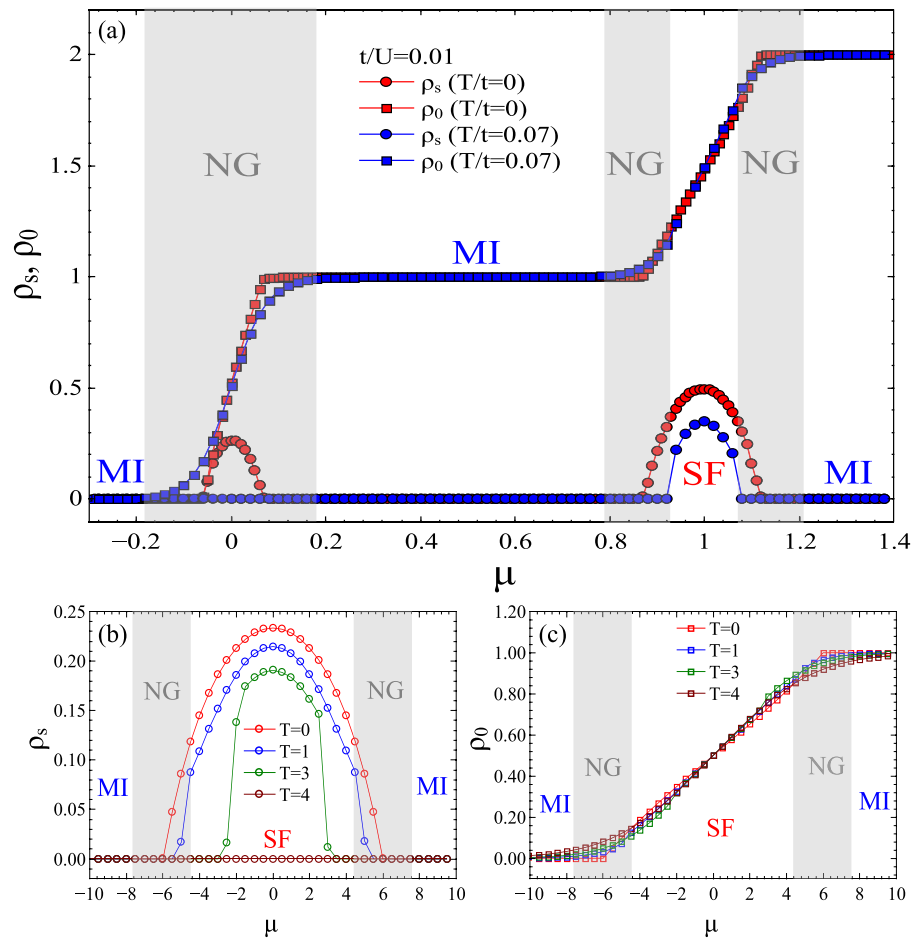 (a)
t/U=0.01
ρs (T/t=0)
ρ0 (T/t=0)
ρs (T/t=0.07)
ρ0 (T/t=0.07)
NG
NG
NG
MI
MI
SF
MI
ρs, ρ0
2
1.5
1
0.5
0
−0.2
0
0.2
0.4
0.6
0.8
1
1.2
1.4
μ
(b)
NG
NG
MI
MI
SF
T=0
T=1
T=3
T=4
ρs
0.25
0.20
0.15
0.10
0.05
0.00
−10
−8
−6
−4
−2
0
2
4
6
8
10
μ
(c)
T=0
T=1
T=3
T=4
NG
NG
MI
SF
MI
ρ0
1.20
1.00
0.80
0.60
0.40
0.20
0.00
−10
−8
−6
−4
−2
0
2
4
6
8
10
μ